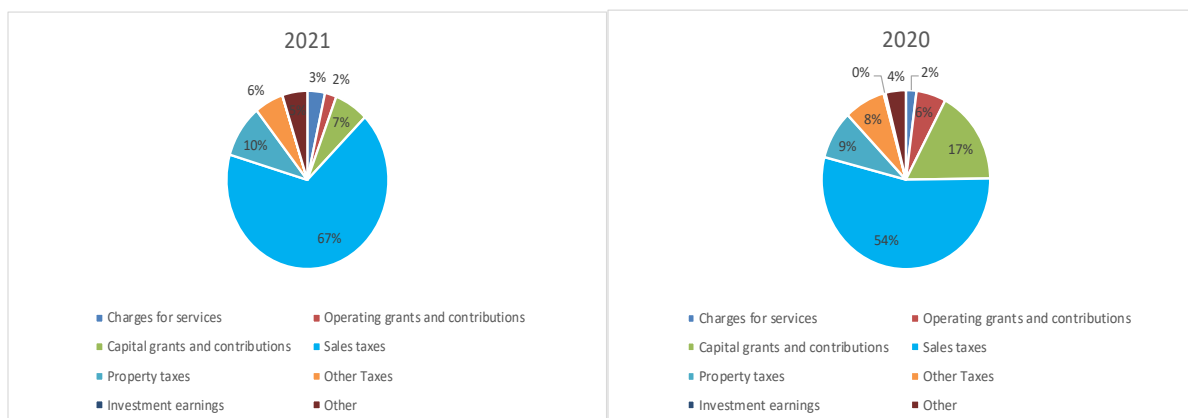 2021
3% 2%
6%
7%
10%
67%
Charges for services
Operating grants and contributions
Capital grants and contributions
Sales taxes
Property taxes
Other Taxes
Investment earnings
Other
2020
0% 4% 2%
8% 6%
9% 17%
54%
Charges for services
Operating grants and contributions
Capital grants and contributions
Sales taxes
Property taxes
Other Taxes
Investment earnings
Other